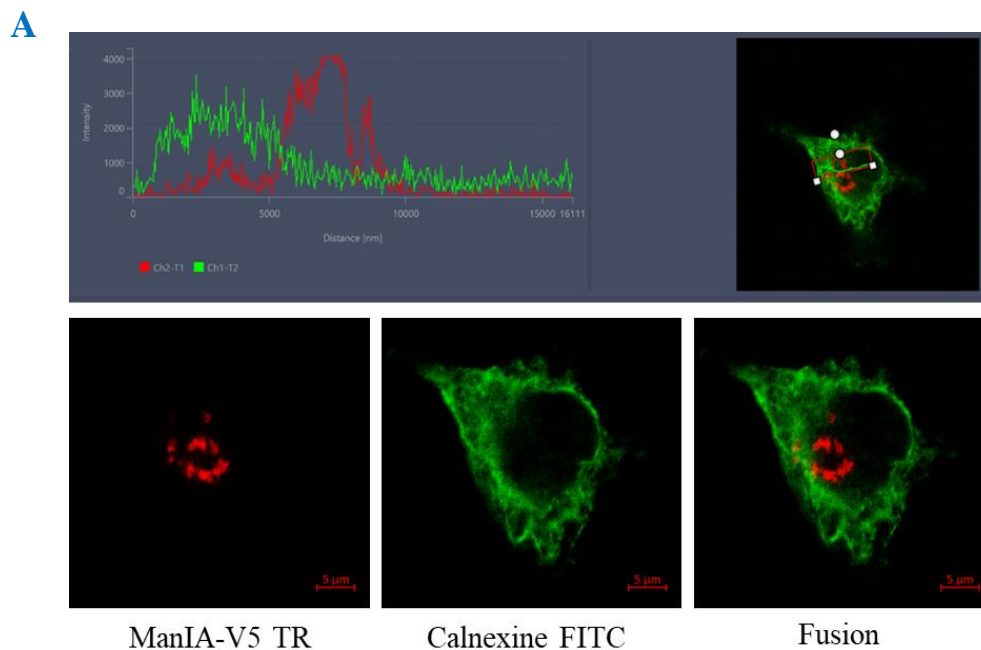 A
4000
3000
2000
1000
0
Intensity
0 5000 10000 15000 16111
Distance [nm]
Ch2-T1 Ch1-T2
5 µm 5 µm 5 µm
ManIA-V5 TR Calnexine FITC Fusion